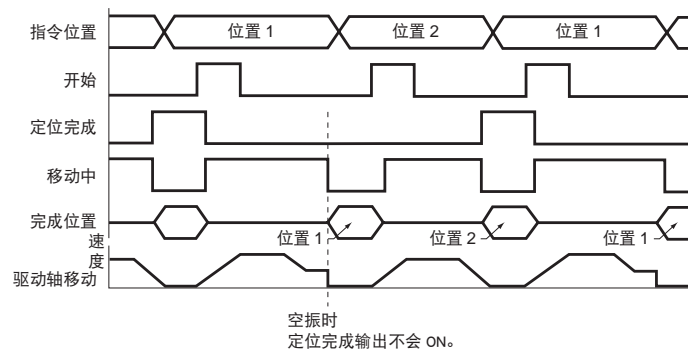 指令位置
位置 1
位置 2
位置 1
开始
定位完成
移动中
完成位置
位置 1
位置 2
位置 1
速度
驱动轴移动
空振时
定位完成输出不会 ON。